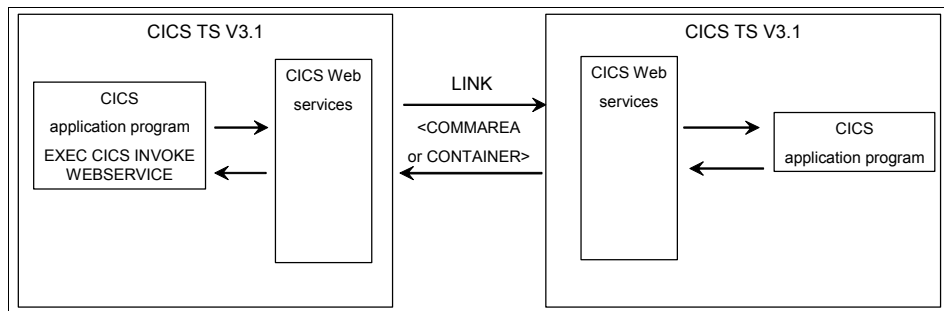 CICS TS V3.1
CICS
application program
EXEC CICS INVOKE
WEBSERVICE
CICS Web
services
LINK
<COMMAREA
or CONTAINER>
CICS TS V3.1
CICS Web
services
CICS
application program